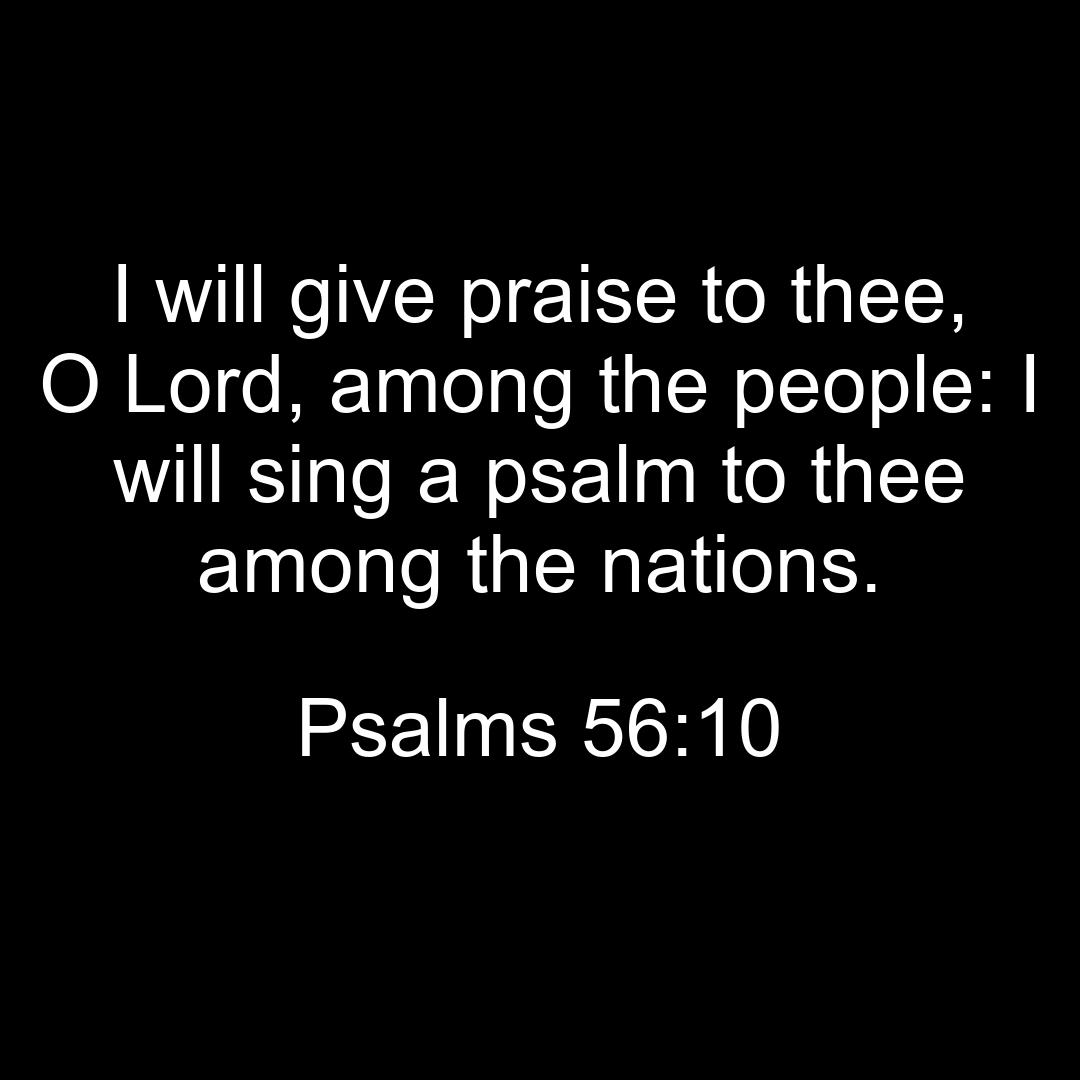 I will give praise to thee,
O Lord, among the people: I
will sing a psalm to thee
among the nations.
Psalms 56:10